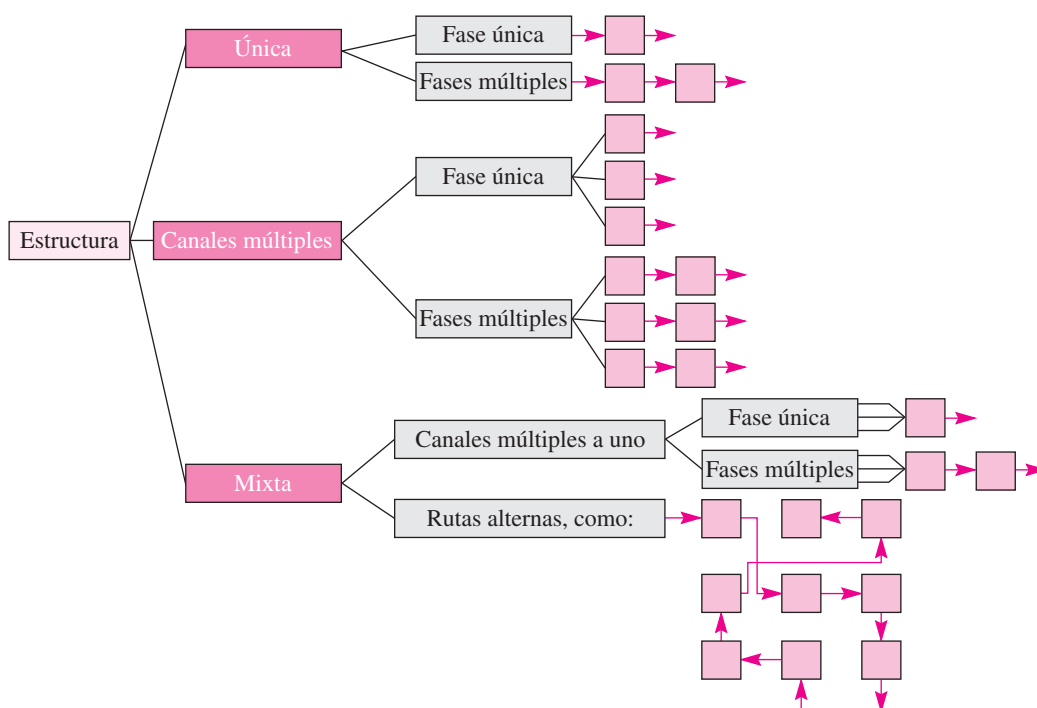 Única
Fase única
Fases múltiples
Estructura
Canales múltiples
Fase única
Fases múltiples
Mixta
Canales múltiples a uno
Fase única
Fases múltiples
Rutas alternas, como: